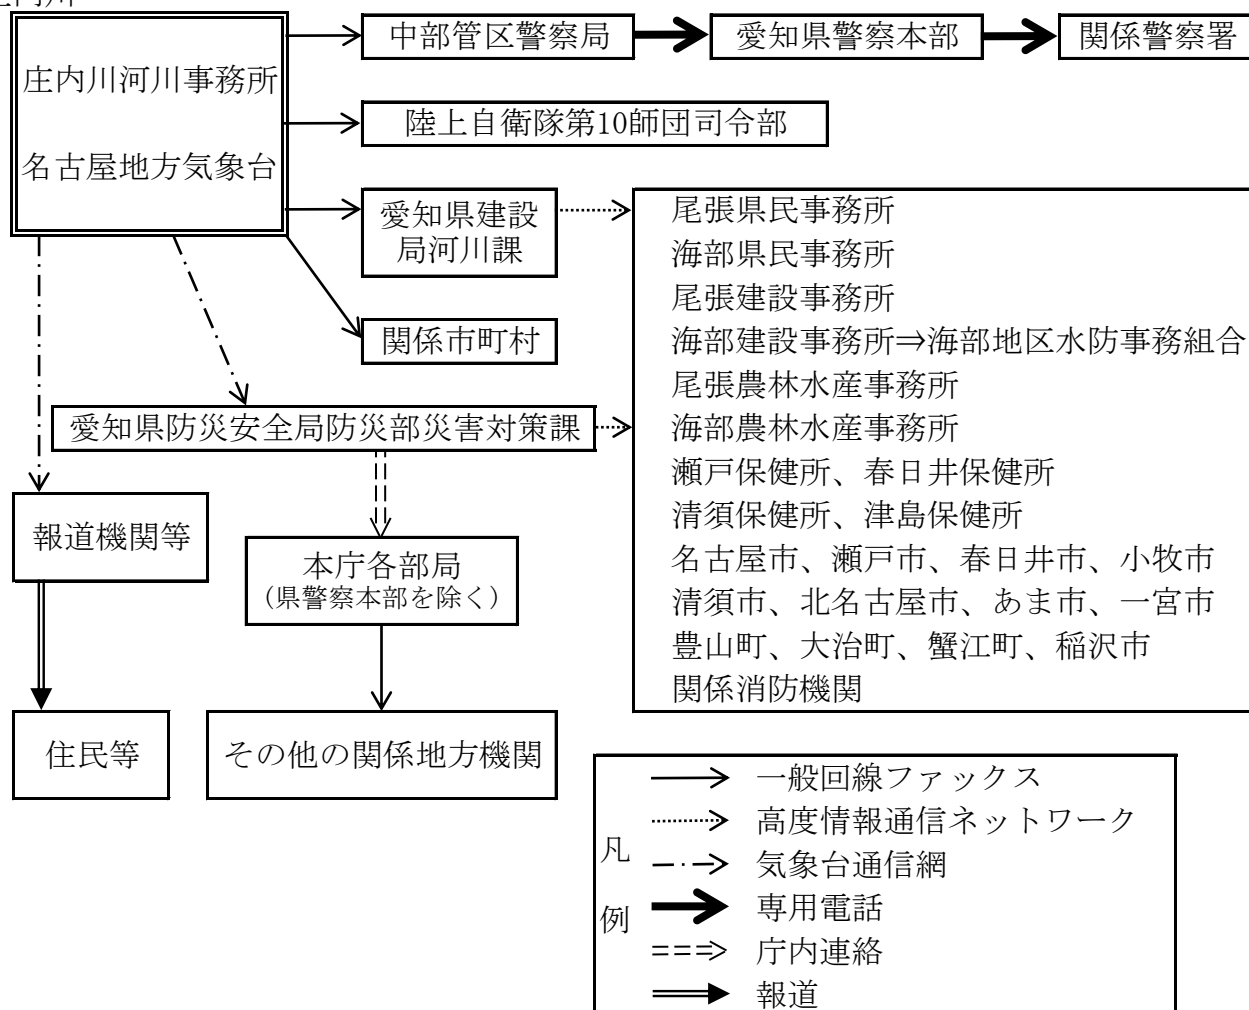 庄内川
中部管区警察局
愛知県警察本部
関係警察署
庄内川河川事務所
名古屋地方気象台
陸上自衛隊第10師団司令部
愛知県建設
局河川課
関係市町村
愛知県防災安全局防災部災害対策課
尾張県民事務所
海部県民事務所
尾張建設事務所
海部建設事務所⇒海部地区水防事務組合
尾張農林水産事務所
海部農林水産事務所
瀬戸保健所、春日井保健所
清須保健所、津島保健所
名古屋市、瀬戸市、春日井市、小牧市
清須市、北名古屋市、あま市、一宮市
豊山町、大治町、蟹江町、稲沢市
関係消防機関
報道機関等
本庁各部局
（県警察本部を除く）
住民等
その他の関係地方機関
凡例
一般回線ファックス
高度情報通信ネットワーク
気象台通信網
専用電話
庁内連絡
報道